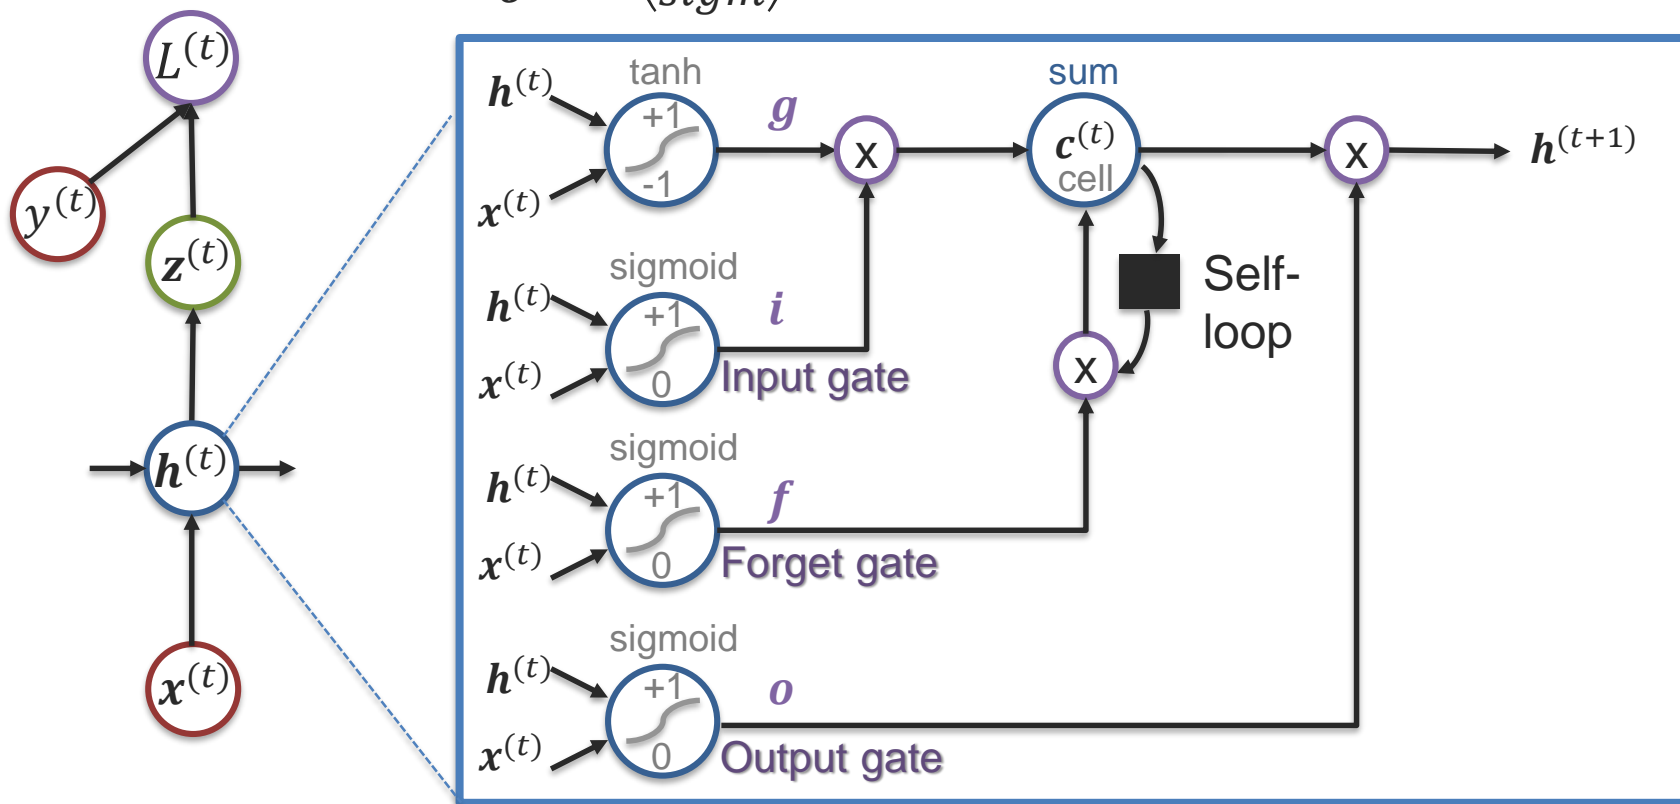 (sigm)
L^(t)
y^(t)
z^(t)
h^(t)
x^(t)
h^(t)
x^(t)
tanh
+1
-1
g
x
sum
c^(t)
cell
x
h^(t+1)
h^(t)
x^(t)
sigmoid
+1
0
i
Input gate
Self-
loop
x
h^(t)
x^(t)
sigmoid
+1
0
f
Forget gate
h^(t)
x^(t)
sigmoid
+1
0
o
Output gate